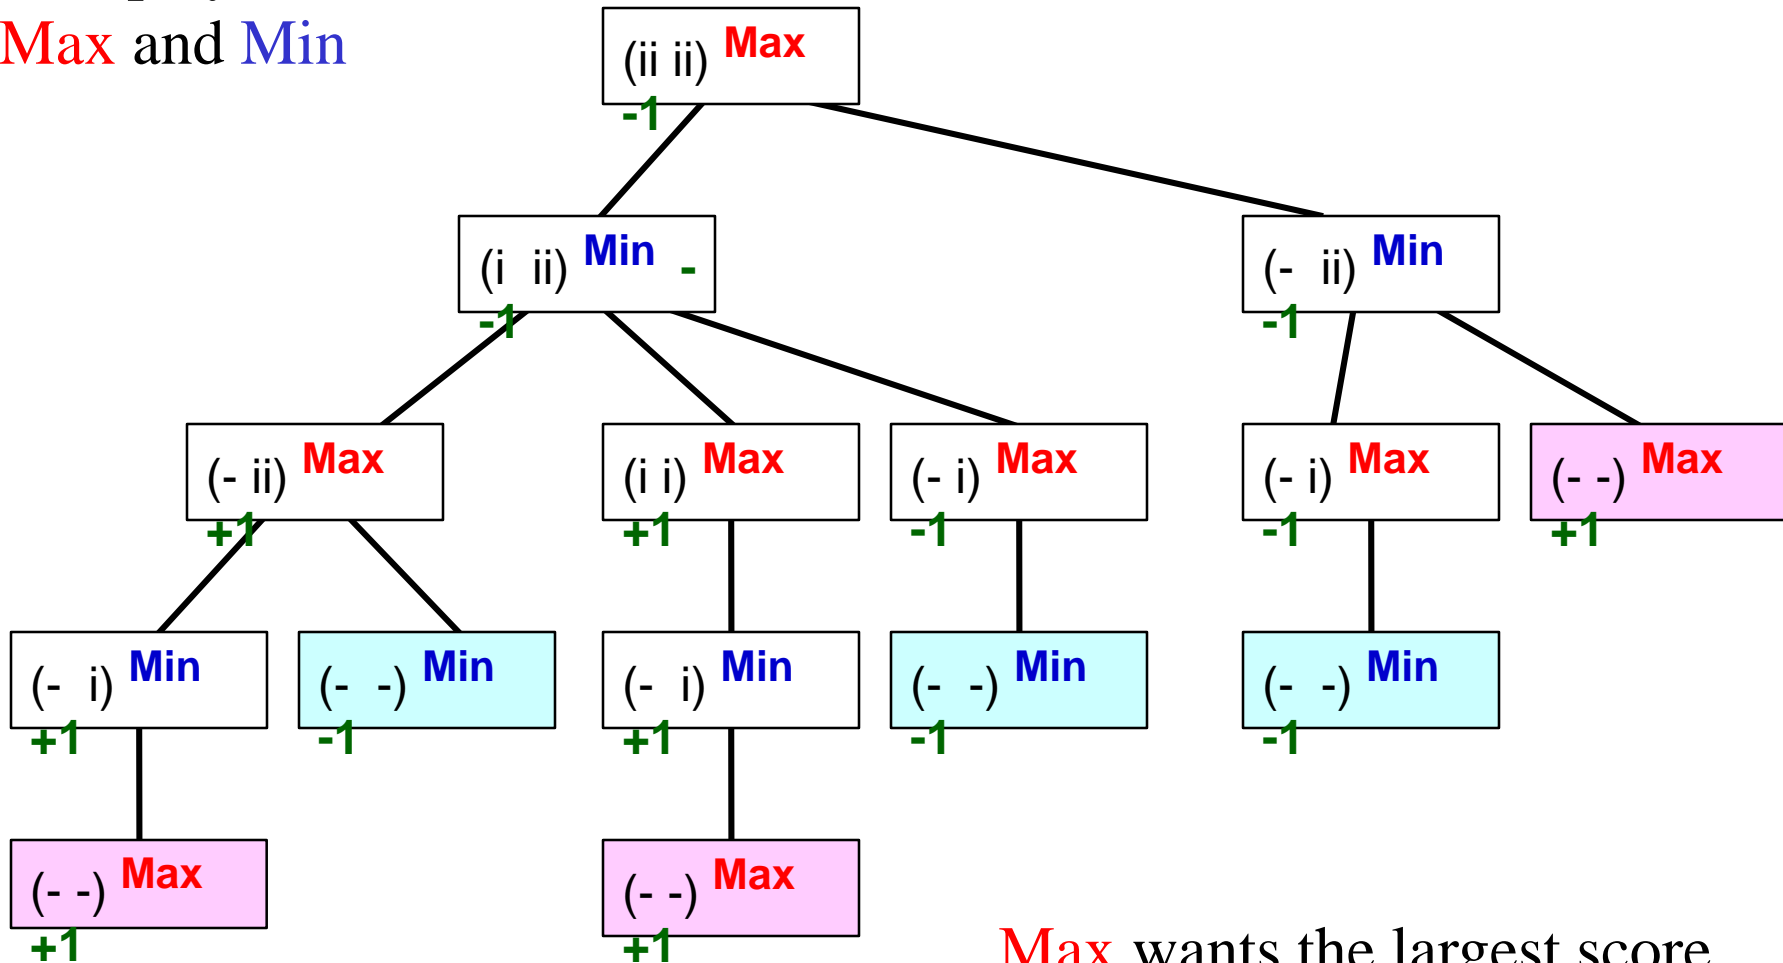 Max and Min
(ii ii) Max
-1
(i ii) Min -
-1
(- ii) Min
-1
(- ii) Max
+1
(i i) Max
+1
(- i) Max
-1
(- i) Max
-1
(- -) Max
+1
(- i) Min
+1
(- -) Min
-1
(- i) Min
+1
(- -) Min
-1
(- -) Min
-1
(- -) Max
+1
(- -) Max
+1
Max wants the largest score